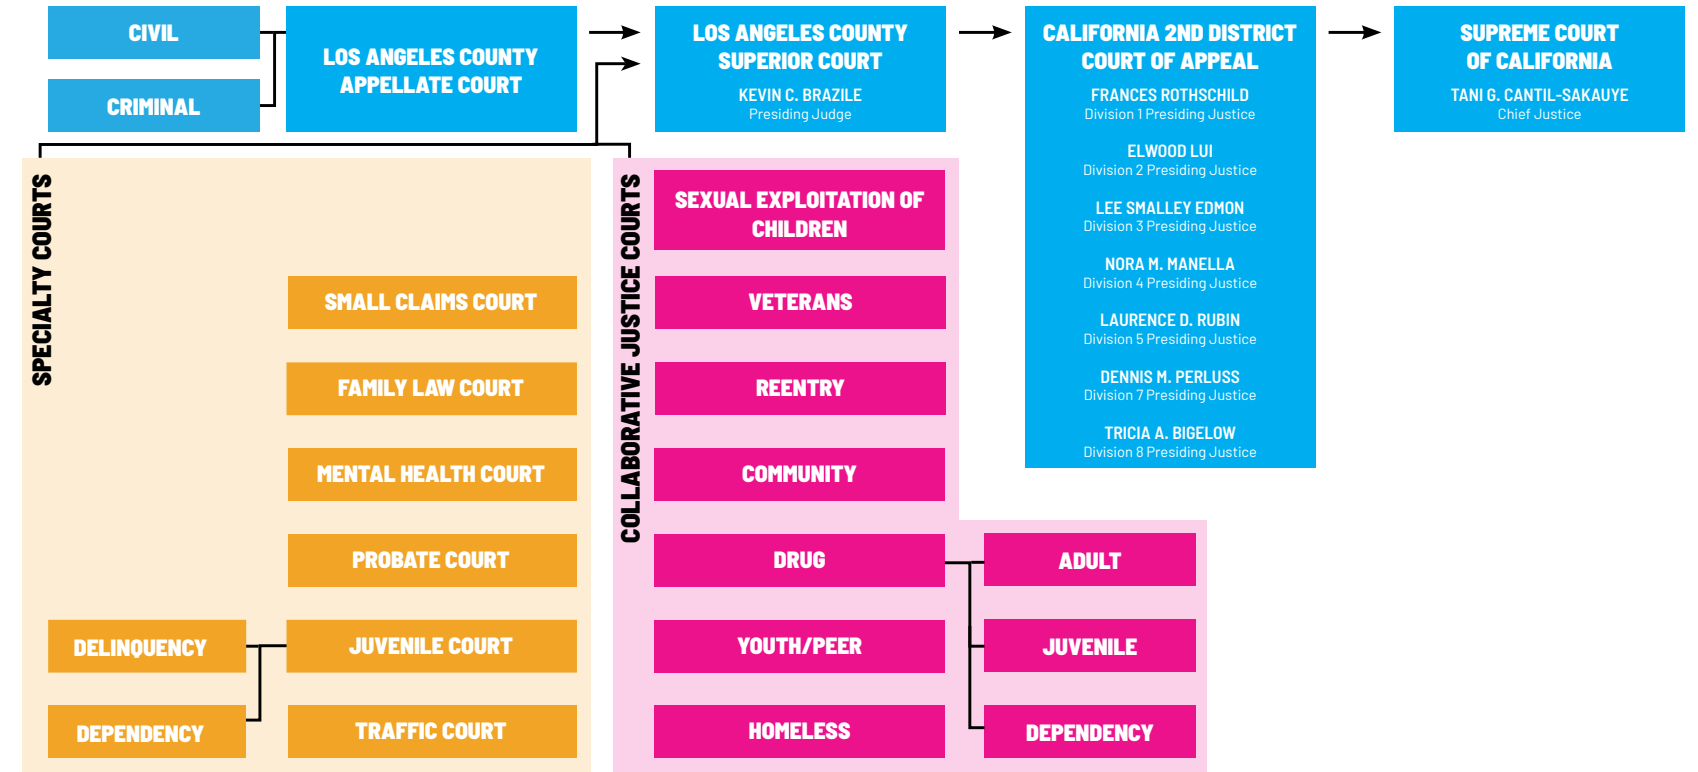 CIVIL
CRIMINAL
LOS ANGELES COUNTY
APPELLATE COURT
LOS ANGELES COUNTY
SUPERIOR COURT
KEVIN C. BRAZILE
Presiding Judge
CALIFORNIA 2ND DISTRICT
COURT OF APPEAL
FRANCES ROTHSCHILD
Division 1 Presiding Justice
ELWOOD LUI
Division 2 Presiding Justice
LEE SMALLEY EDMON
Division 3 Presiding Justice
NORA M. MANELLA
Division 4 Presiding Justice
LAURENCE D. RUBIN
Division 5 Presiding Justice
DENNIS M. PERLUSS
Division 7 Presiding Justice
TRICIA A. BIGELOW
Division 8 Presiding Justice
SUPREME COURT
OF CALIFORNIA
TANI G. CANTIL-SAKAUYE
Chief Justice
SPECIALTY COURTS
SMALL CLAIMS COURT
FAMILY LAW COURT
MENTAL HEALTH COURT
PROBATE COURT
JUVENILE COURT
DELINQUENCY
DEPENDENCY
TRAFFIC COURT
COLLABORATIVE JUSTICE COURTS
SEXUAL EXPLOITATION OF
CHILDREN
VETERANS
REENTRY
COMMUNITY
DRUG
ADULT
JUVENILE
DEPENDENCY
YOUTH/PEER
HOMELESS